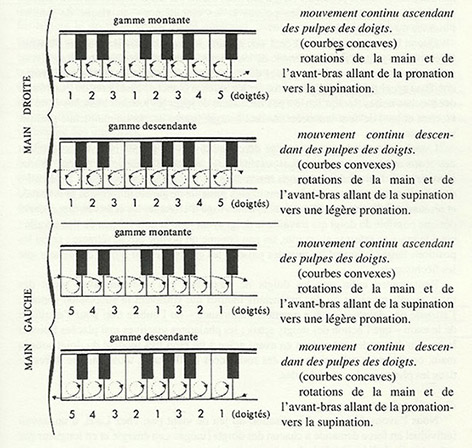 MAIN DROITE
gamme montante
1 2 3 1 2 3 4 5 (doigtés)
mouvement continu ascendant
des pulpes des doigts.
(courbes concaves)
rotations de la main et de
l'avant-bras allant de la pronation
vers la supination.
gamme descendante
1 2 3 1 2 3 4 5 (doigtés)
mouvement continu descen-
dant des pulpes des doigts.
(courbes convexes)
rotations de la main et de
l'avant-bras allant de la supination
vers une légère pronation.
MAIN GAUCHE
gamme montante
5 4 3 2 1 3 2 1 (doigtés)
mouvement continu ascendant
des pulpes des doigts.
(courbes convexes)
rotations de la main et de
l'avant-bras allant de la supination
vers une légère pronation.
gamme descendante
5 4 3 2 1 3 2 1 (doigtés)
mouvement continu descen-
dant des pulpes des doigts.
(courbes concaves)
rotations de la main et de
l'avant-bras allant de la pronation-
vers la supination.